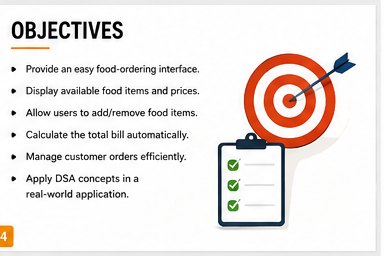 OBJECTIVES
Provide an easy food-ordering interface.
Display available food items and prices.
Allow users to add/remove food items.
Calculate the total bill automatically.
Manage customer orders efficiently.
Apply DSA concepts in a
real-world application.
4